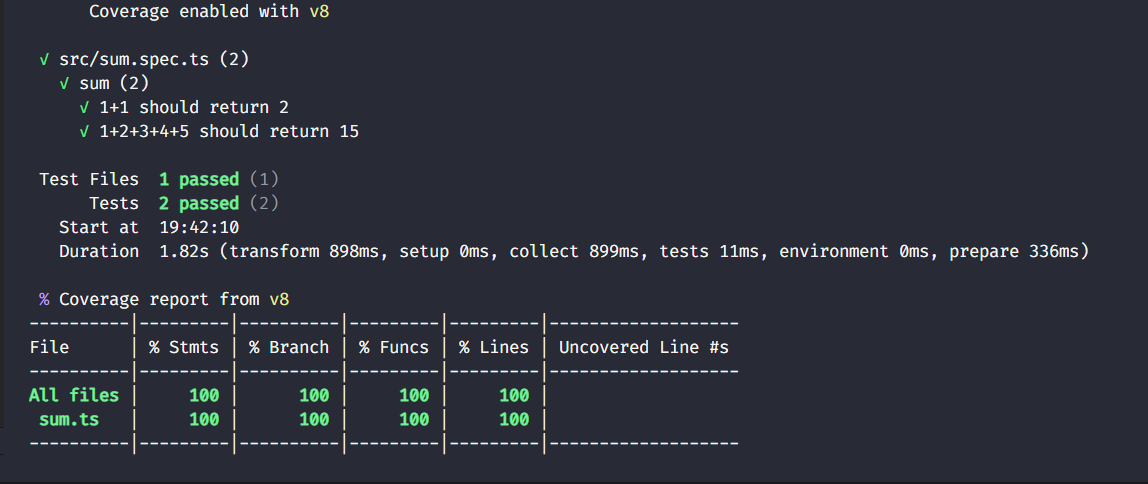 Coverage enabled with v8
√ src/sum.spec.ts (2)
√ sum (2)
√ 1+1 should return 2
√ 1+2+3+4+5 should return 15
Test Files 1 passed (1)
Tests 2 passed (2)
Start at 19:42:10
Duration 1.82s (transform 898ms, setup 0ms, collect 899ms, tests 11ms, environment 0ms, prepare 336ms)
% Coverage report from v8
----------|---------|----------|---------|---------|-------------------
File | % Stmts | % Branch | % Funcs | % Lines | Uncovered Line #s
----------|---------|----------|---------|---------|-------------------
All files | 100 | 100 | 100 | 100 |
sum.ts | 100 | 100 | 100 | 100 |
----------|---------|----------|---------|---------|-------------------